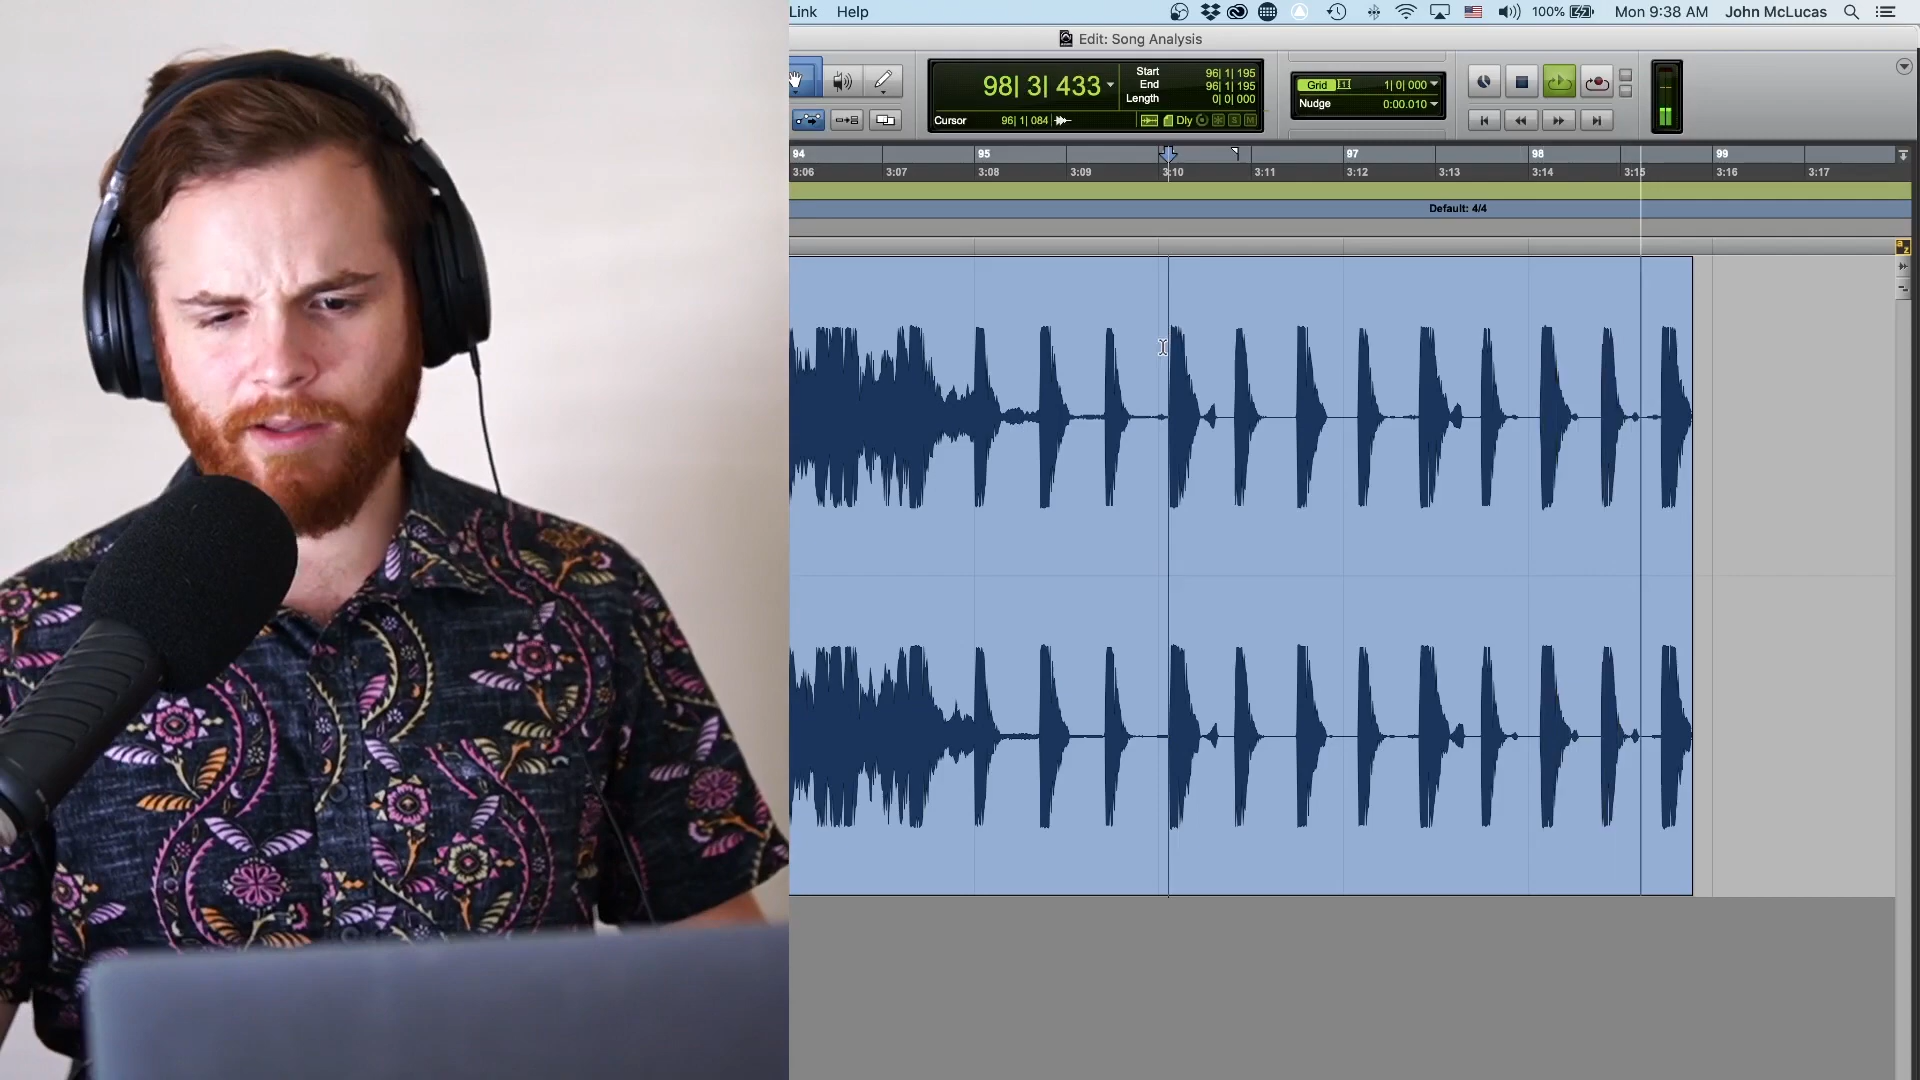 Link Help 100% Mon 9:38 AM John McLucas
Edit: Song Analysis
98| 3| 433
Start 96| 1| 195
End 96| 1| 195
Length 0| 0| 000
Cursor 96| 1| 084 Dly S M
Grid 1| 0| 000
Nudge 0:00.010
94 95 97 98 99
3:06 3:07 3:08 3:09 3:10 3:11 3:12 3:13 3:14 3:15 3:16 3:17
Default: 4/4
a z